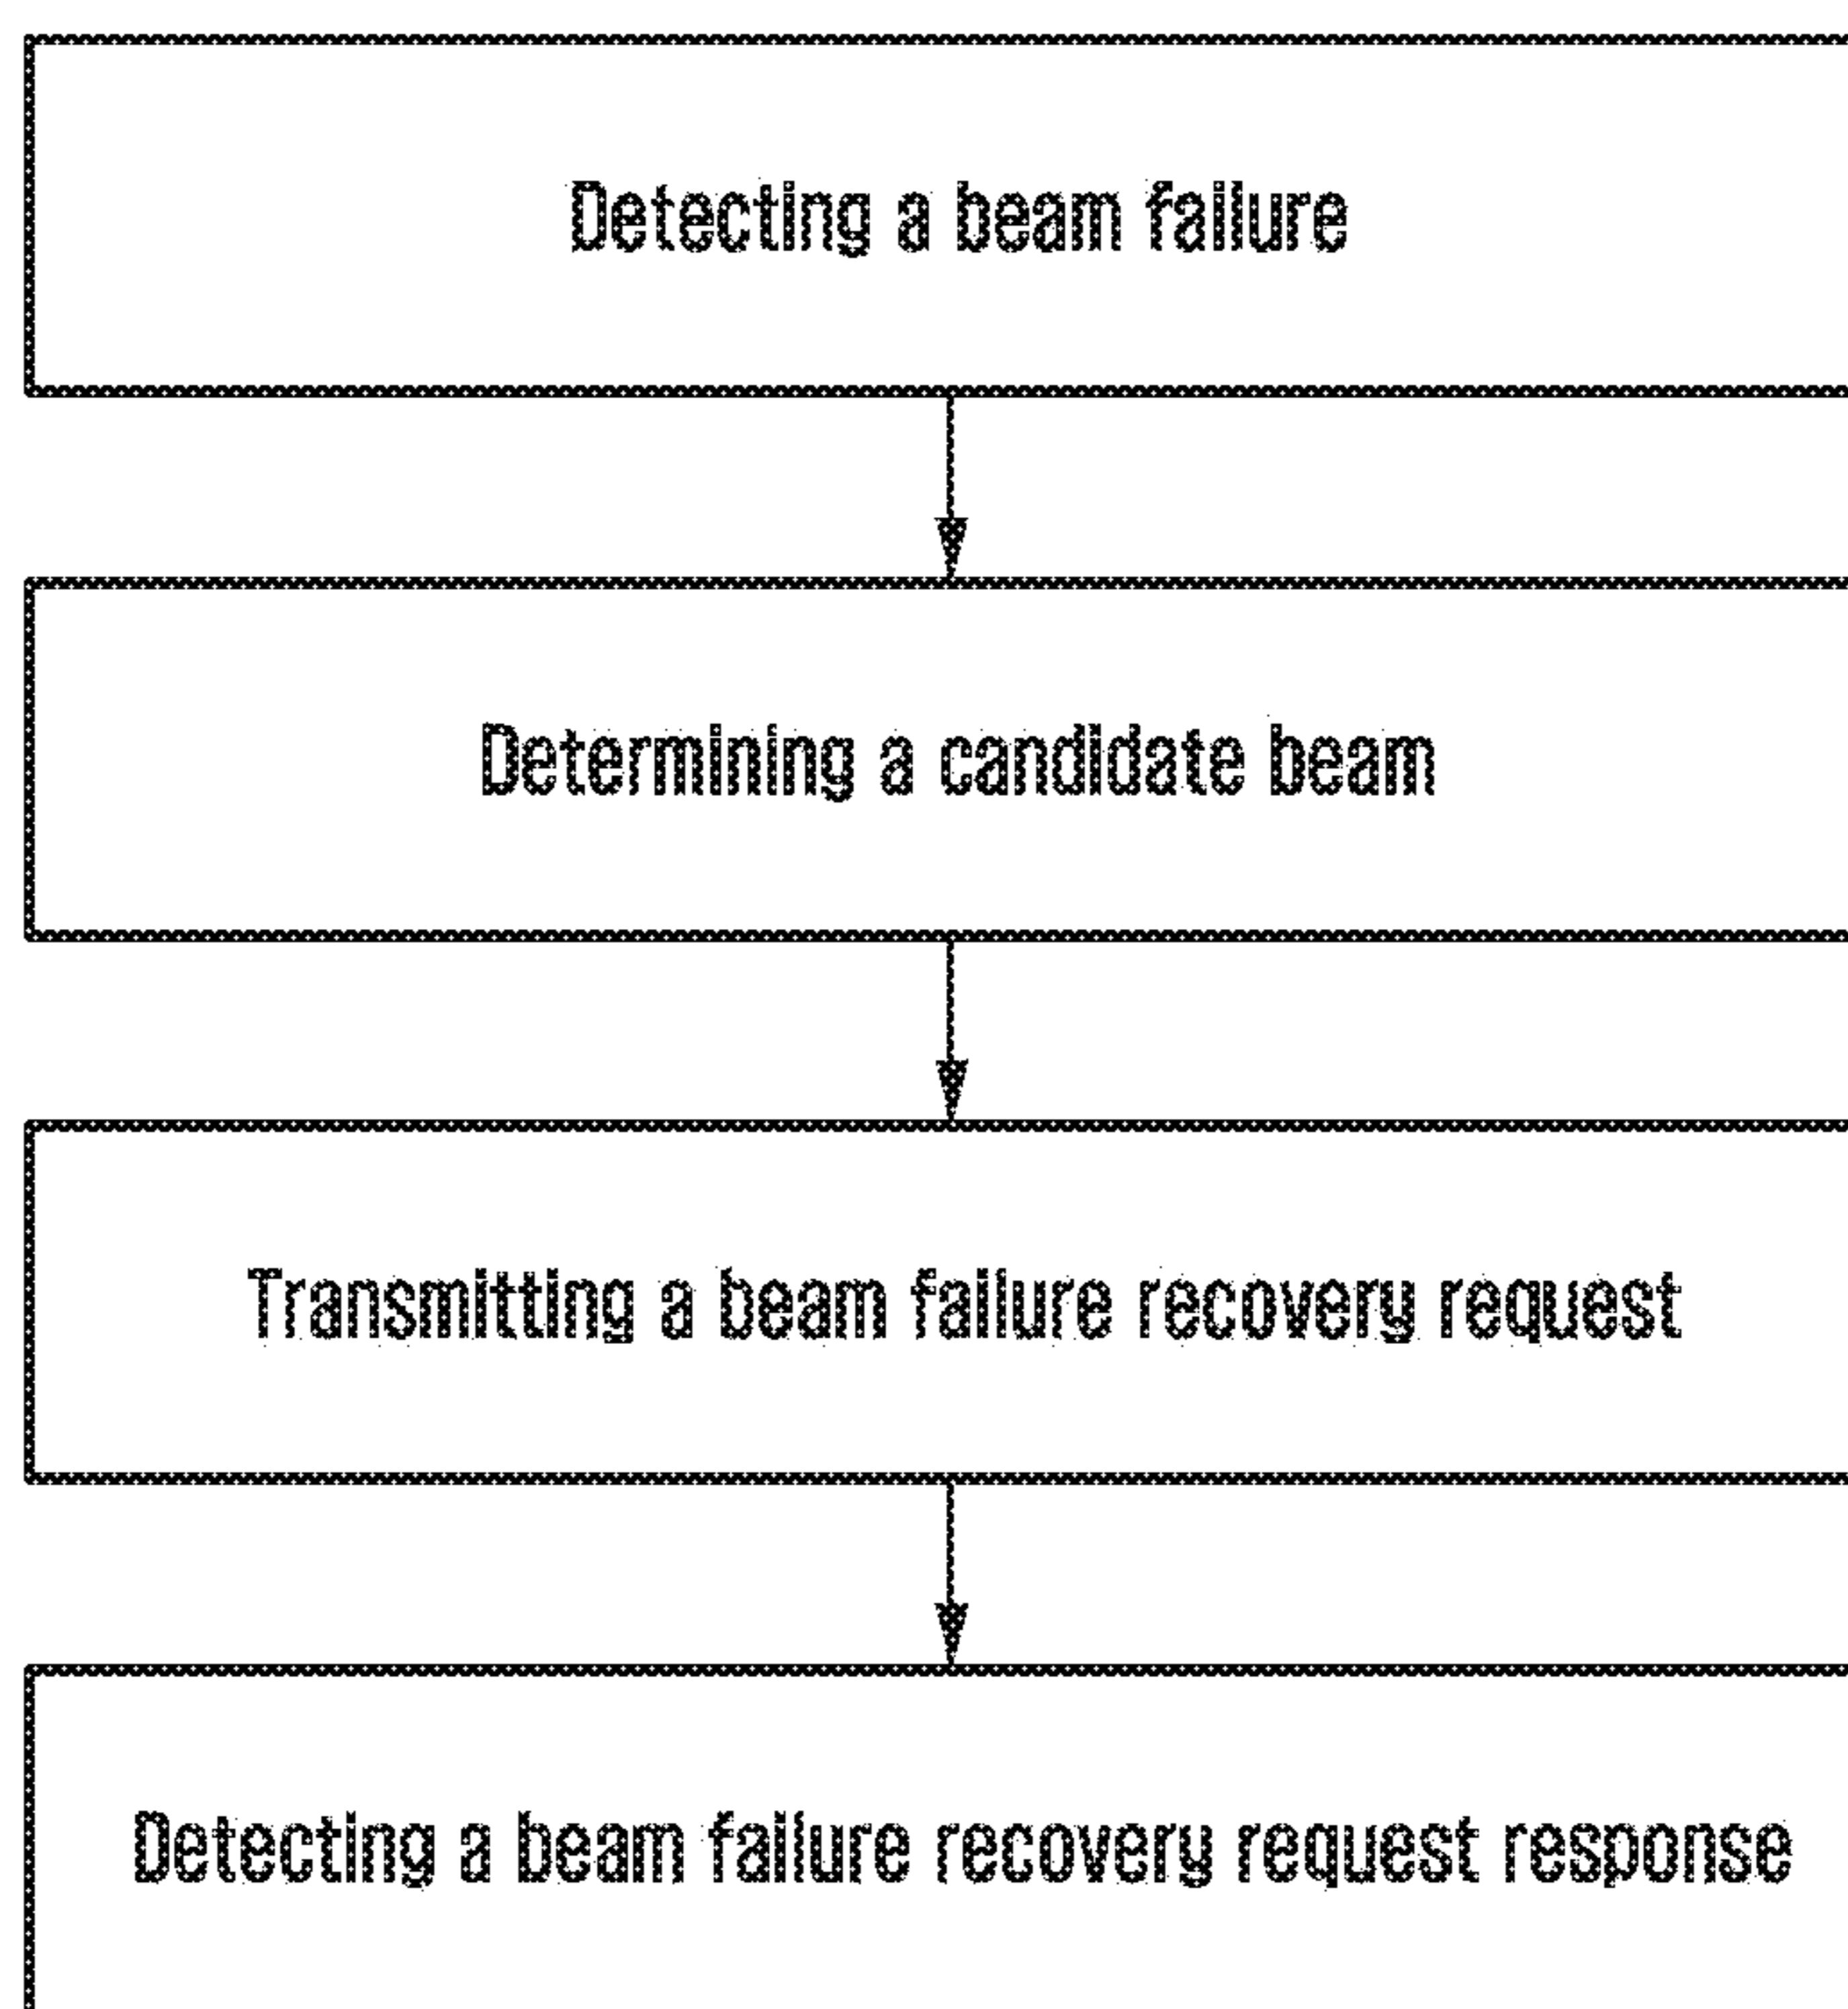 Detecting a beam failure
Determining a candidate beam
Transmitting a beam failure recovery request
Detecting a beam failure recovery request response